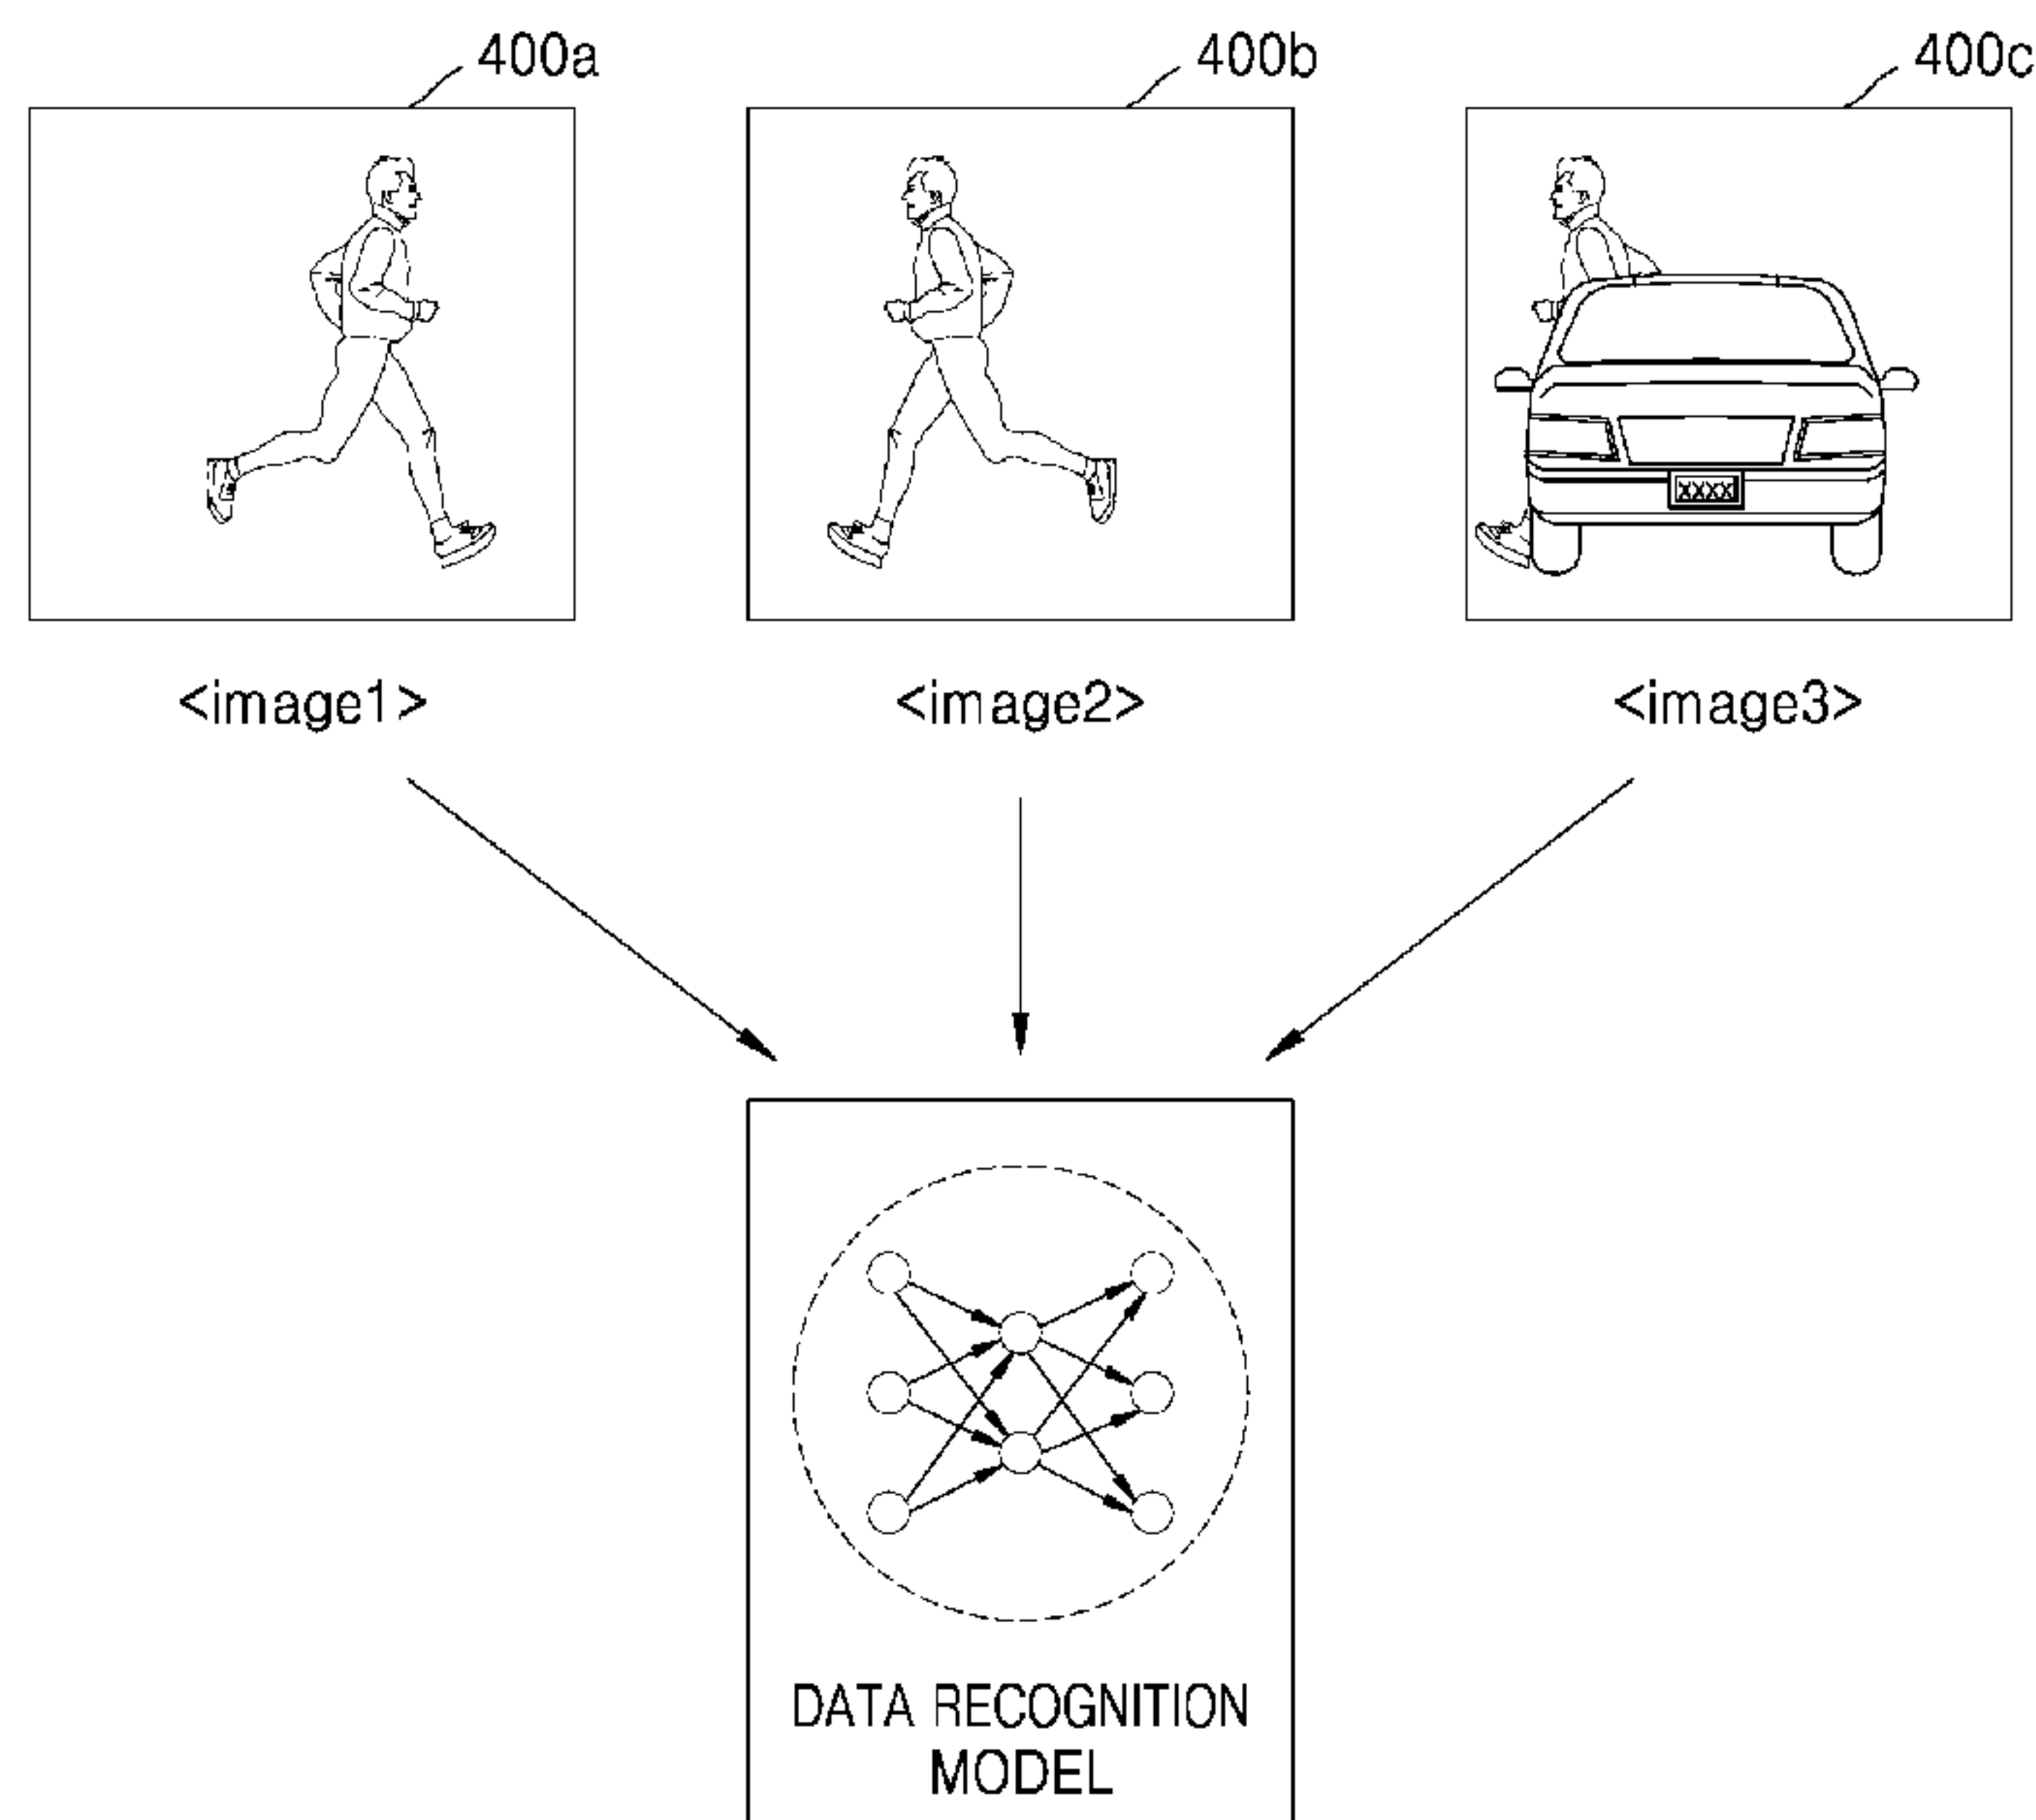 400a
400b
400c
XXXX
<image1>
<image2>
<image3>
DATA RECOGNITION
MODEL